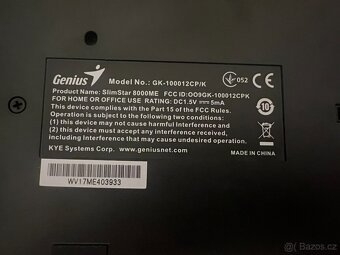 Genius
Model No.: GK-100012CP/K
052
Product Name: SlimStar 8000ME FCC ID:OO9GK-100012CPK
FOR HOME OR OFFICE USE RATING: DC1.5V 5mA
This device complies with the Part 15 of the FCC Rules.
Operation is subject to the following two conditions:
(1) this device may not cause harmful Interference and
(2) this device must accept any Interference received,
including Interference that may cause undesired operation.
KYE Systems Corp. www.geniusnet.com MADE IN CHINA
10
WV17ME403933
Bazoš.cz